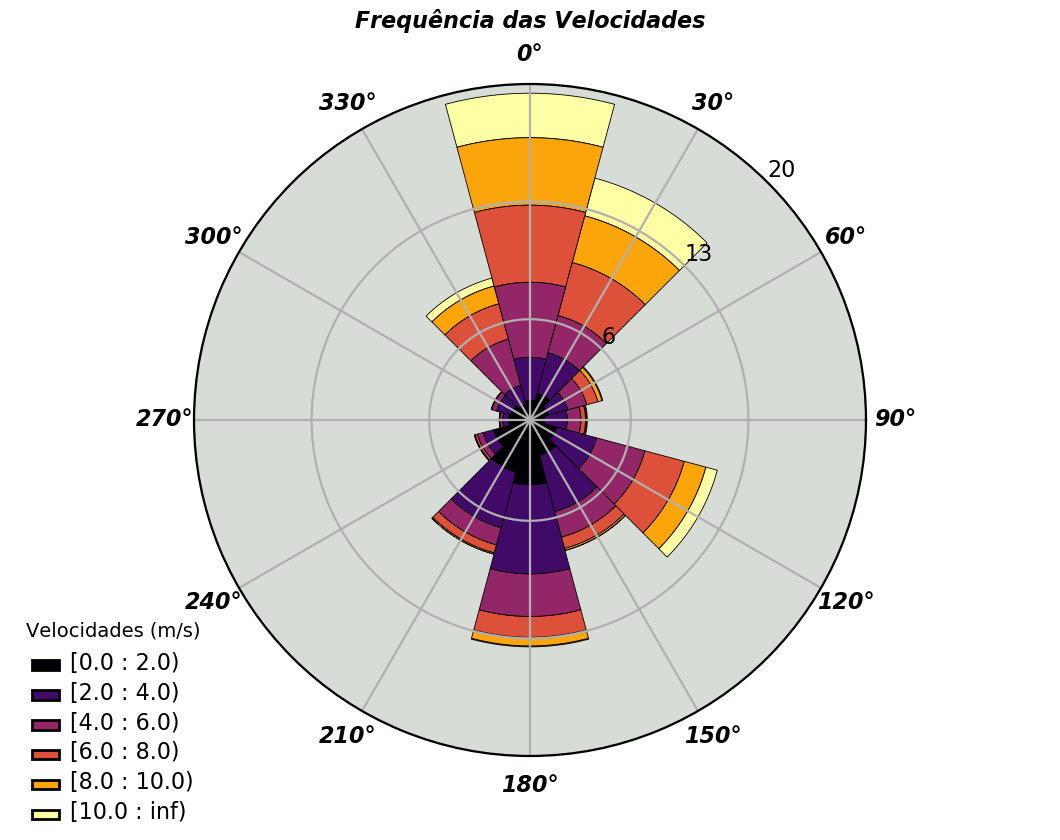 Frequência das Velocidades
0°
330°
30°
20
300°
60°
13
6
270°
90°
240°
120°
210°
150°
180°
Velocidades (m/s)
[0.0 : 2.0)
[2.0 : 4.0)
[4.0 : 6.0)
[6.0 : 8.0)
[8.0 : 10.0)
[10.0 : inf)